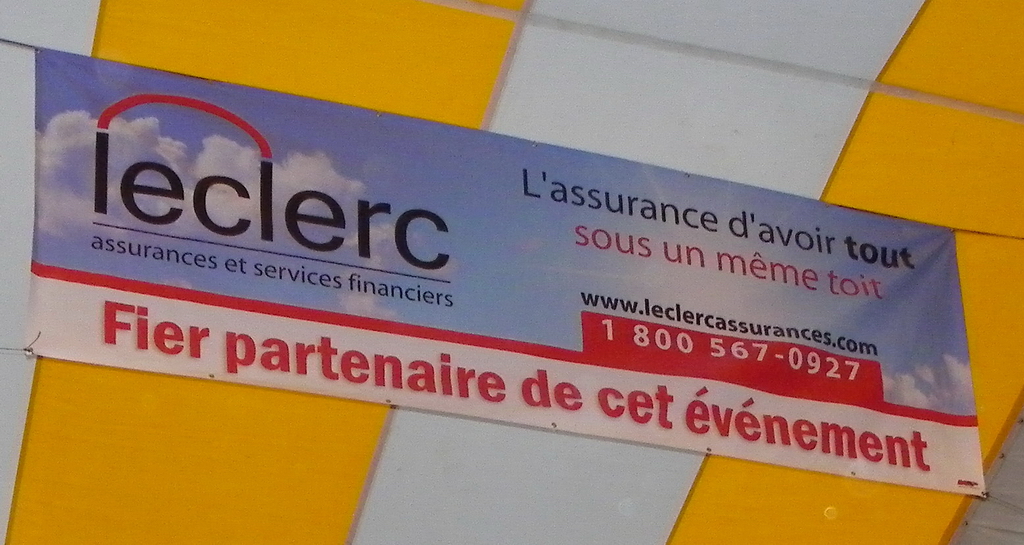 leclerc
assurances et services financiers
L'assurance d'avoir tout
sous un même toit
www.leclercassurances.com
1 800 567-0927
Fier partenaire de cet événement